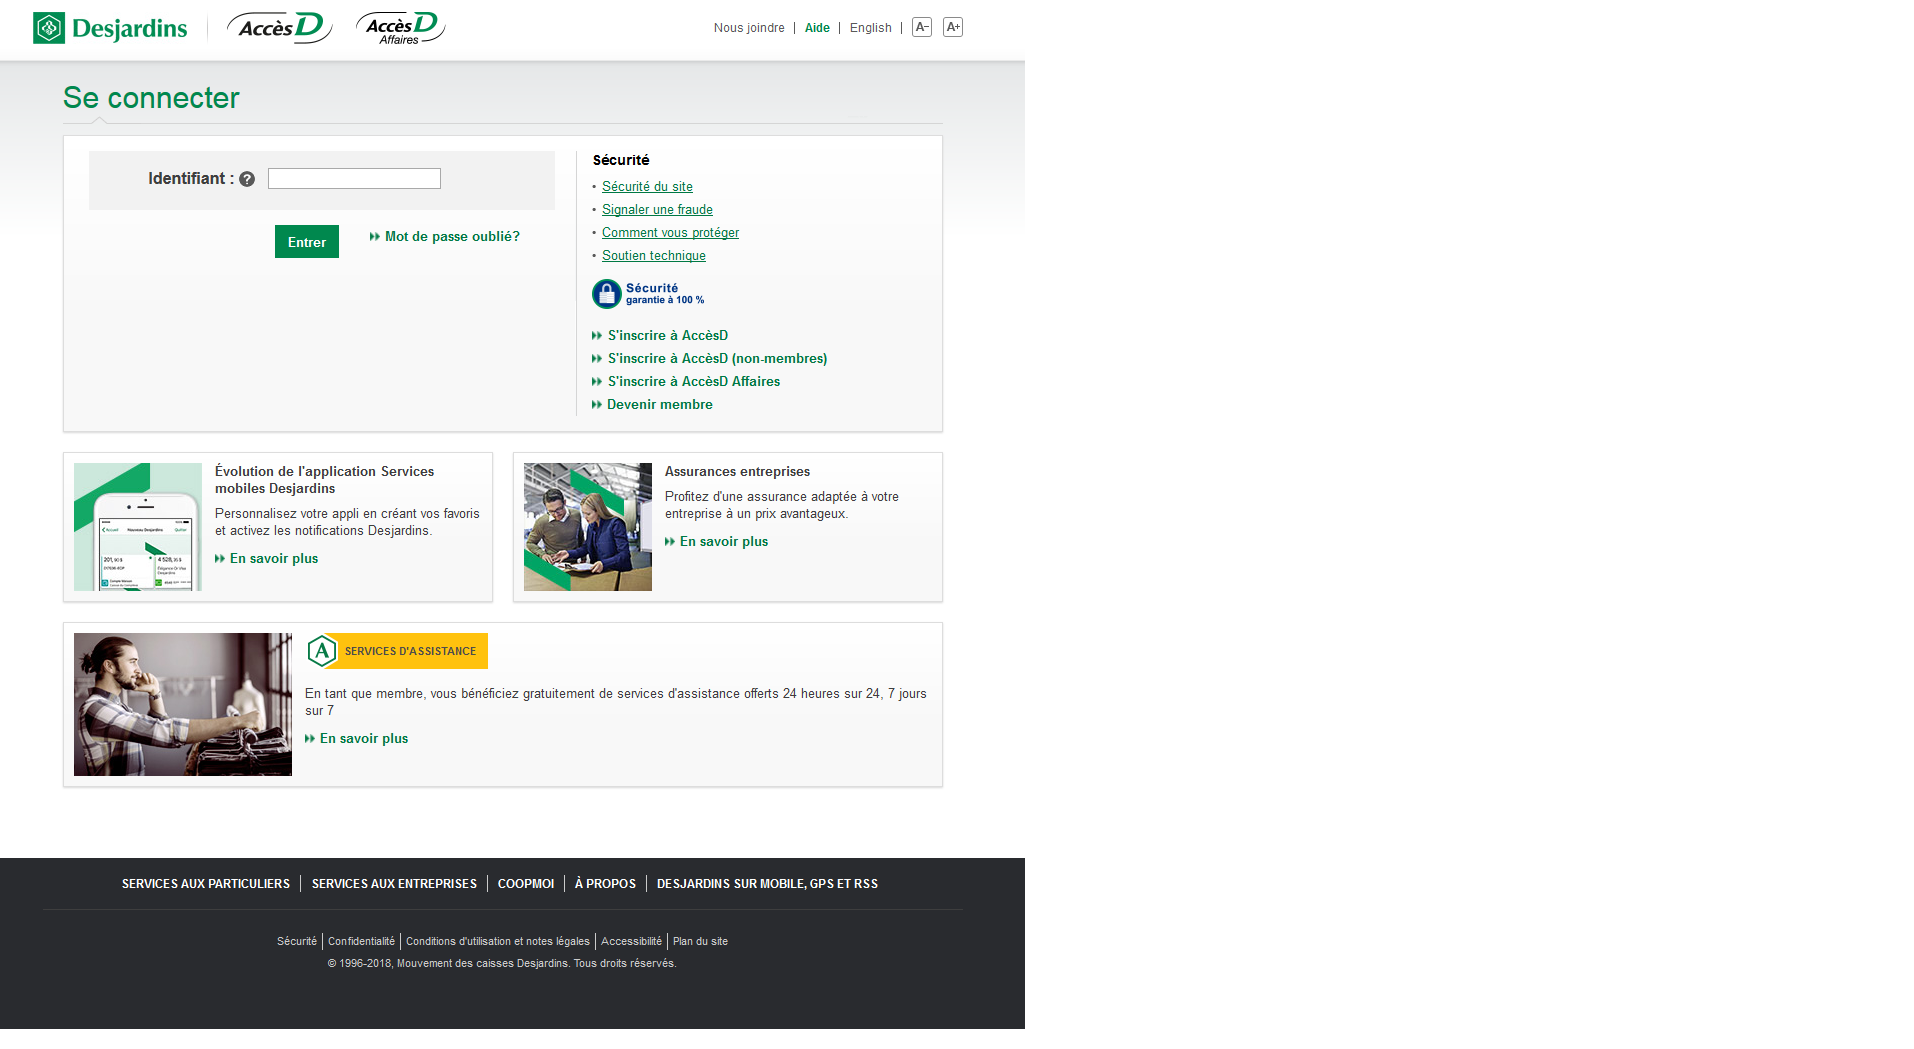 Desjardins
AccèsD
AccèsD
Affaires
Nous joindre | Aide | English | A- A+
Se connecter
Identifiant : ?
Entrer
Mot de passe oublié?
Sécurité
• Sécurité du site
• Signaler une fraude
• Comment vous protéger
• Soutien technique
Sécurité
garantie à 100 %
S'inscrire à AccèsD
S'inscrire à AccèsD (non-membres)
S'inscrire à AccèsD Affaires
Devenir membre
Évolution de l'application Services
mobiles Desjardins
Personnalisez votre appli en créant vos favoris
et activez les notifications Desjardins.
En savoir plus
Accueil Nouveau Desjardins Quitter
Assurances entreprises
Profitez d'une assurance adaptée à votre
entreprise à un prix avantageux.
En savoir plus
A SERVICES D'ASSISTANCE
En tant que membre, vous bénéficiez gratuitement de services d'assistance offerts 24 heures sur 24, 7 jours
sur 7
En savoir plus
SERVICES AUX PARTICULIERS | SERVICES AUX ENTREPRISES | COOPMOI | À PROPOS | DESJARDINS SUR MOBILE, GPS ET RSS
Sécurité | Confidentialité | Conditions d'utilisation et notes légales | Accessibilité | Plan du site
© 1996-2018, Mouvement des caisses Desjardins. Tous droits réservés.